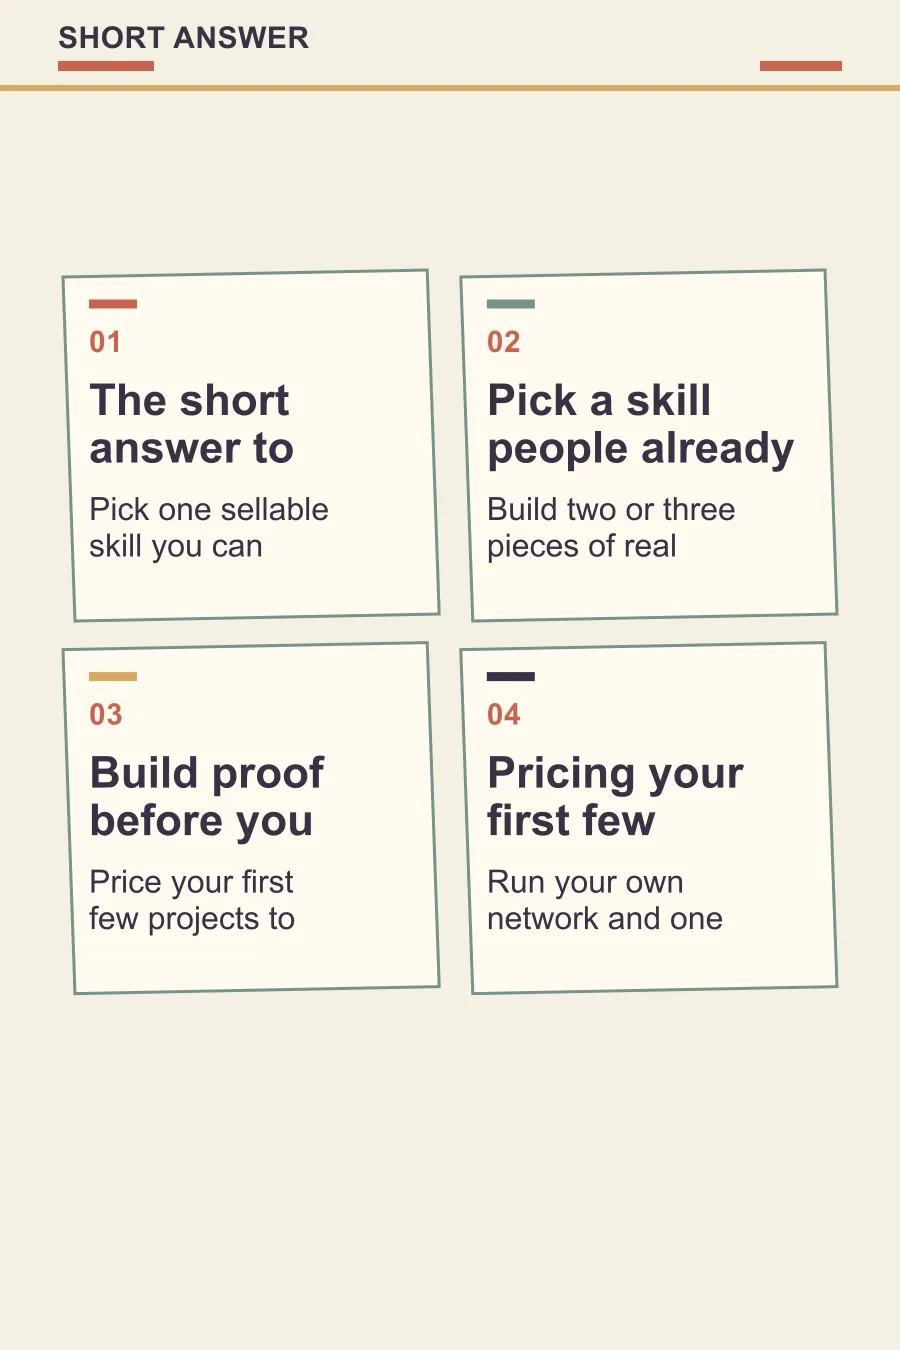 SHORT ANSWER
01
The short
answer to
Pick one sellable
skill you can
02
Pick a skill
people already
Build two or three
pieces of real
03
Build proof
before you
Price your first
few projects to
04
Pricing your
first few
Run your own
network and one